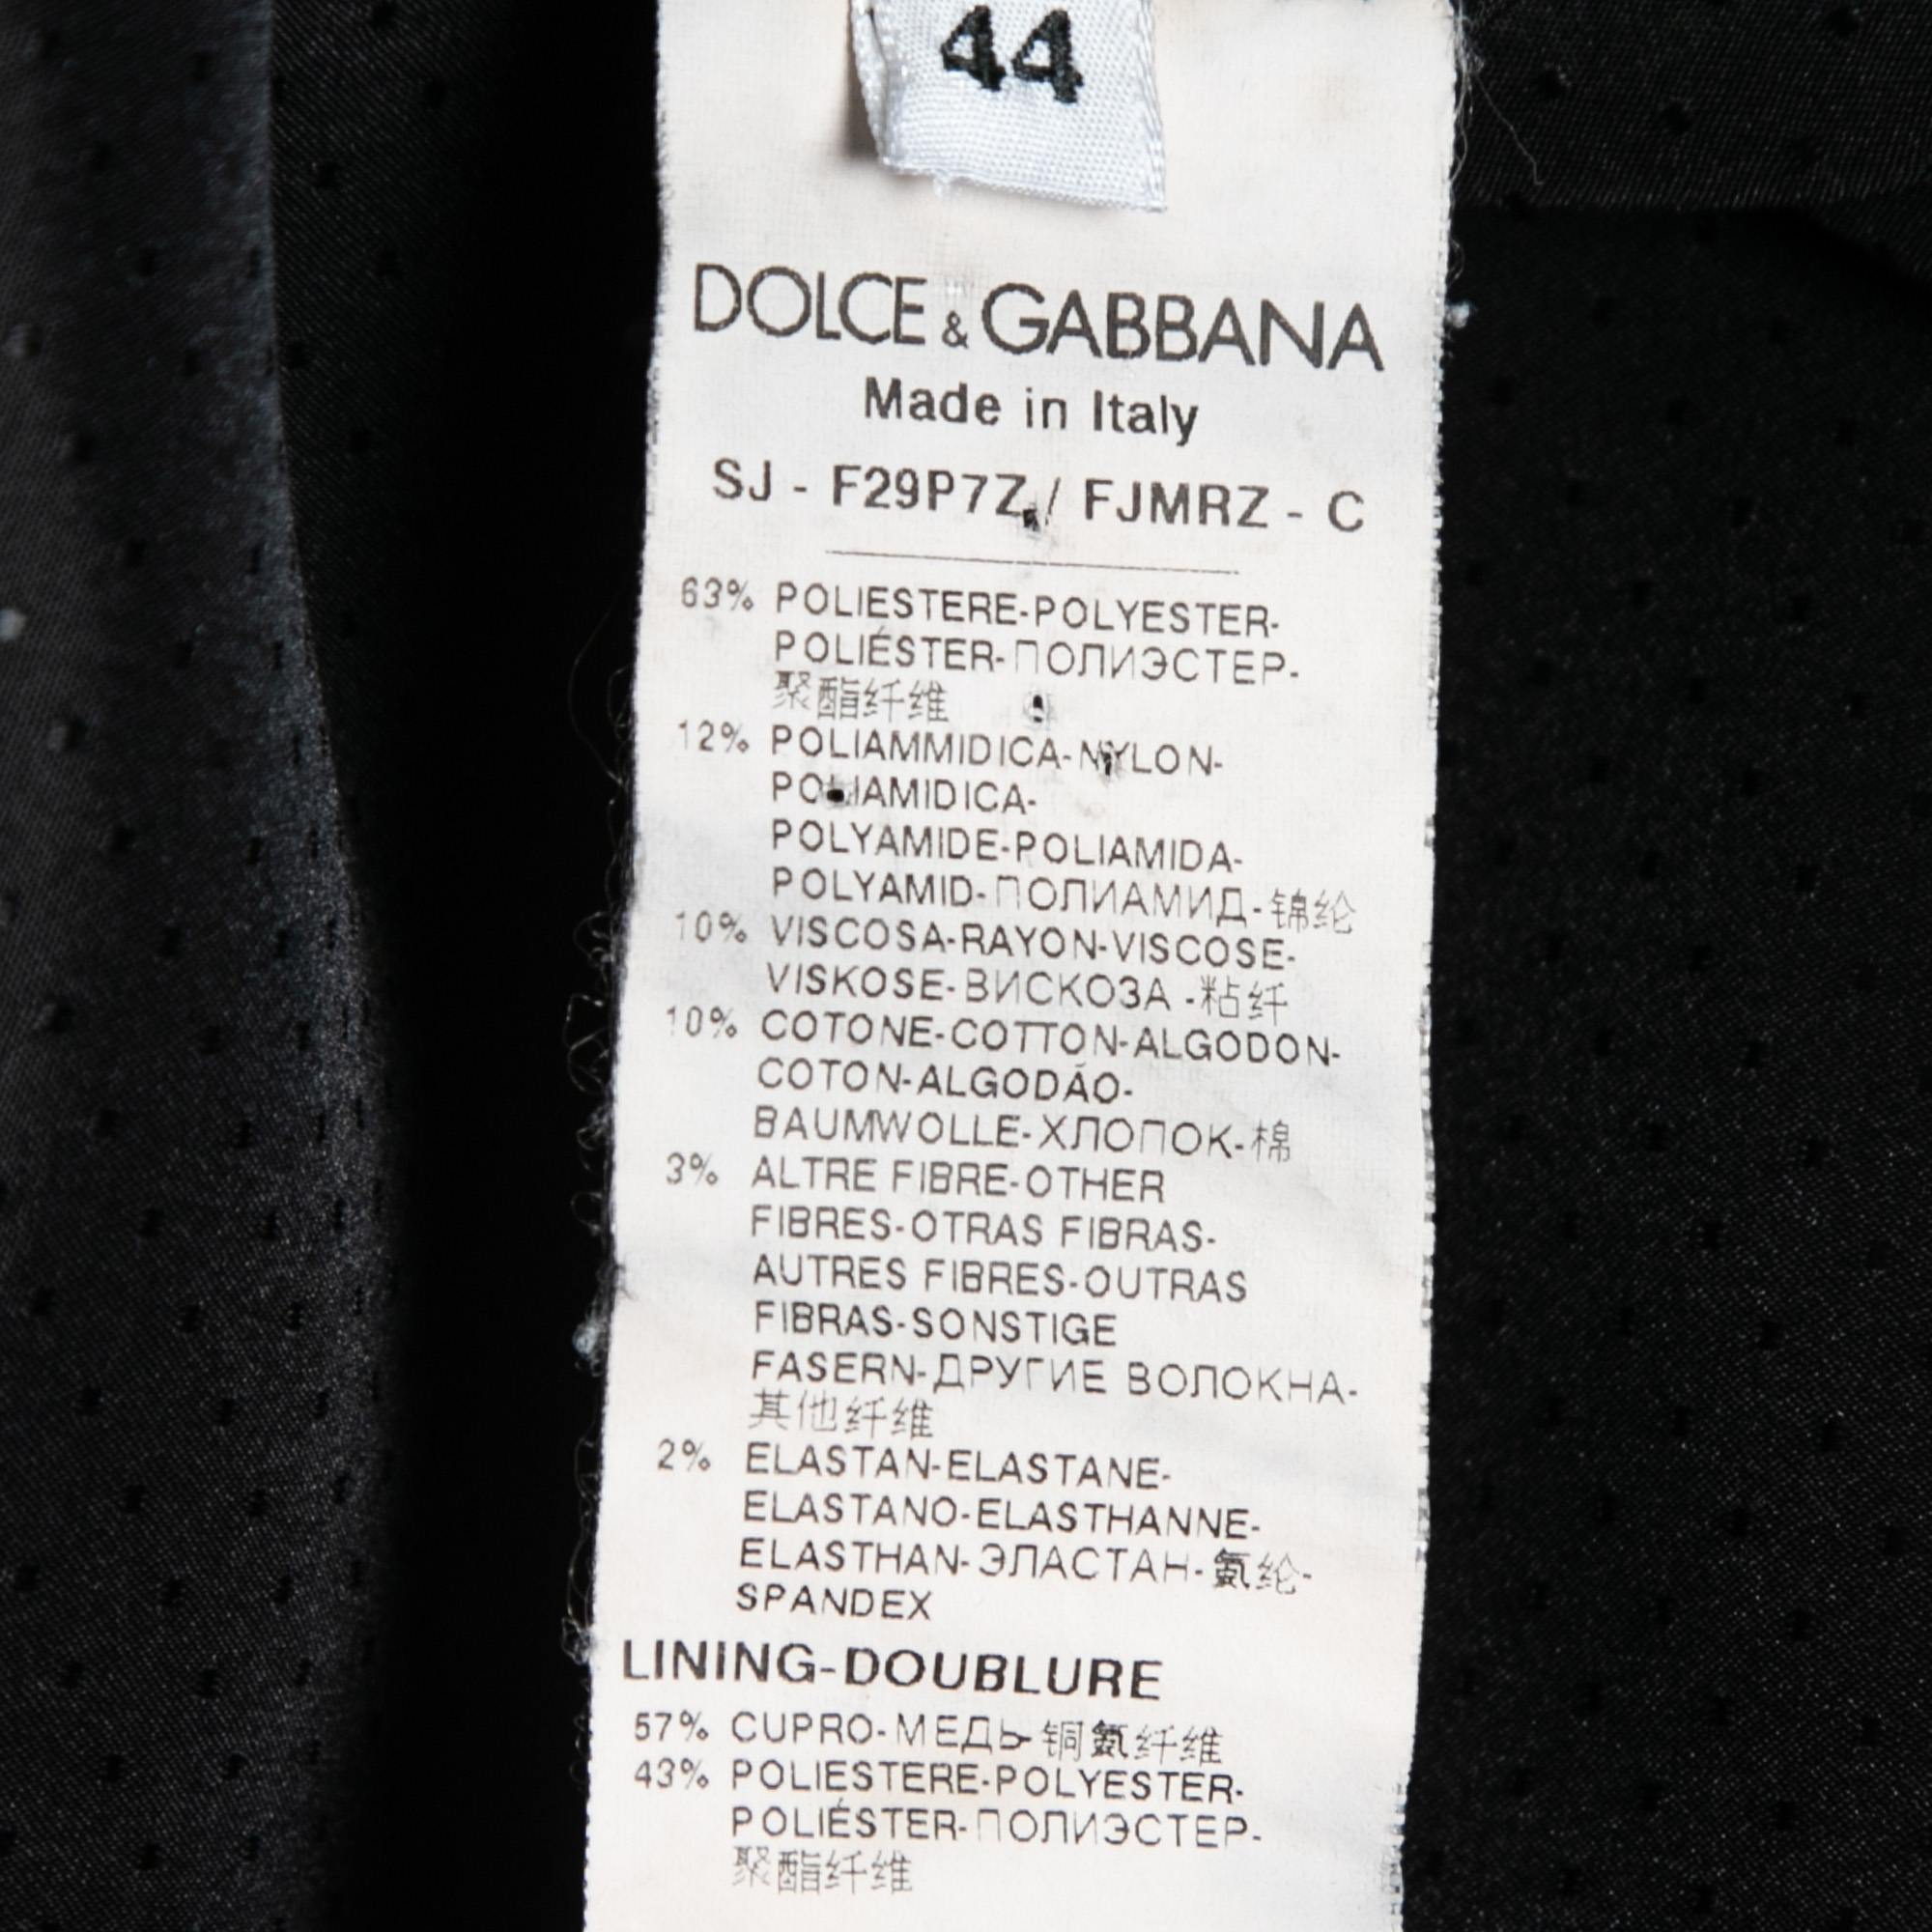 44
DOLCE & GABBANA
Made in Italy
SJ - F29P7Z / FJMRZ - C
63% POLIESTERE-POLYESTER-
POLIÉSTER-ПОЛИЭСТЕР-
聚酯纤维
12% POLIAMMIDICA-NYLON-
POLIAMIDICA-
POLYAMIDE-POLIAMIDA-
POLYAMID-ПОЛИАМИД-锦纶
10% VISCOSA-RAYON-VISCOSE-
VISKOSE-ВИСКОЗА -粘纤
10% COTONE-COTTON-ALGODON-
COTON-ALGODÃO-
BAUMWOLLE-ХЛОПОК-棉
3% ALTRE FIBRE-OTHER
FIBRES-OTRAS FIBRAS-
AUTRES FIBRES-OUTRAS
FIBRAS-SONSTIGE
FASERN-ДРУГИЕ ВОЛОКНА-
其他纤维
2% ELASTAN-ELASTANE-
ELASTANO-ELASTHANNE-
ELASTHAN-ЭЛАСТАН-氨纶-
SPANDEX
LINING-DOUBLURE
57% CUPRO-МЕДЬ-铜氨纤维
43% POLIESTERE-POLYESTER-
POLIÉSTER-ПОЛИЭСТЕР-
聚酯纤维